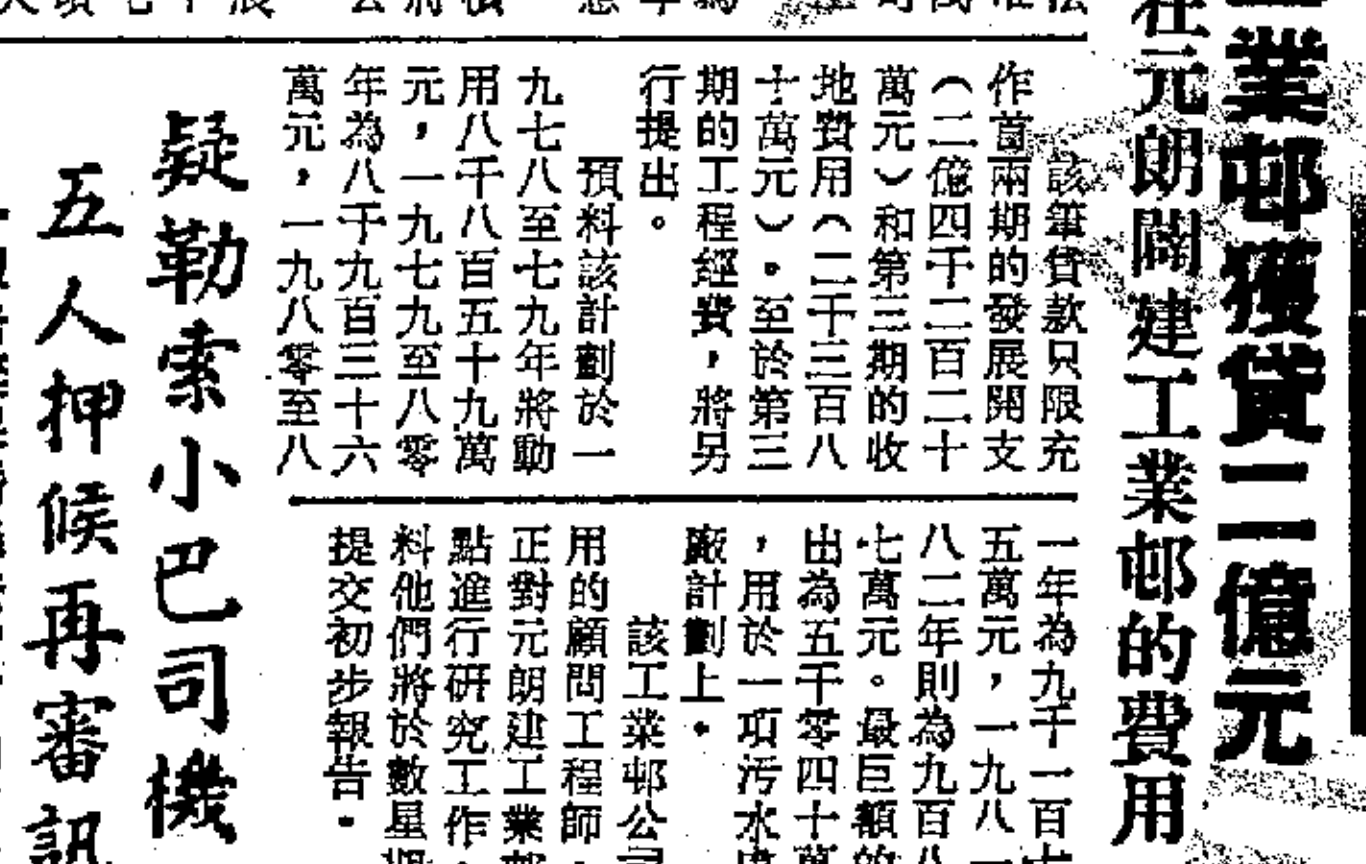 業邨獲貸二億元
在元朗闢建工業邨的費用
該筆貸款只限充
作首兩期的發展開支
（二億四千二百二十
萬元）和第三期的收
地費用（二千三百八
十萬元）。至於第三
期的工程經費，將另
行提出。
預料該計劃於一
九七八至七九年將動
用八千八百五十九萬
元，一九七九至八零
年為八千九百三十六
萬元，一九八零至八
一年為九千一百七
五萬元，一九八一
八二年則為九百八
七萬元。最巨額的
出為五千零四十萬
，用於一項污水處
廠計劃上。
該工業邨公司
用的顧問工程師，
正對元朗建工業邨
點進行研究工作，
料他們將於數星期
提交初步報告。
疑勒索小巴司機
五人押候再審訊